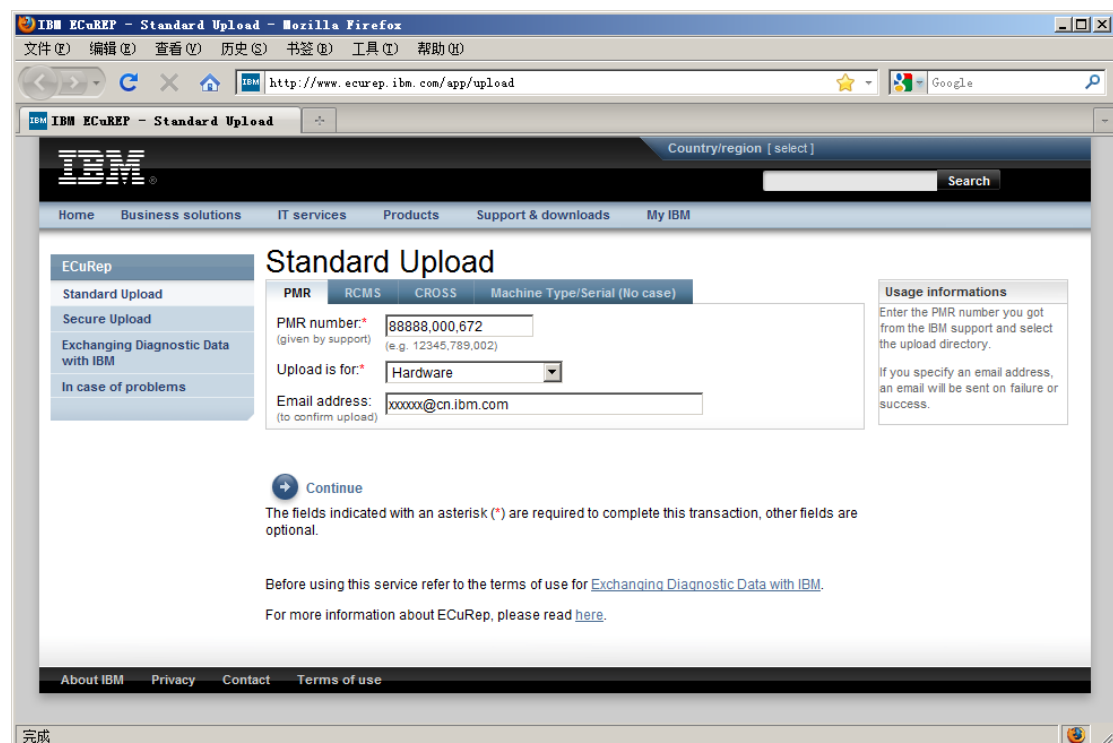 IBM ECuREP - Standard Upload - Mozilla Firefox
文件(F) 编辑(E) 查看(V) 历史(S) 书签(B) 工具(T) 帮助(H)
IBM http://www.ecurep.ibm.com/app/upload Google
IBM IBM ECuREP - Standard Upload
Country/region [ select ]
IBM®
Search
Home Business solutions IT services Products Support & downloads My IBM
ECuRep
Standard Upload
Secure Upload
Exchanging Diagnostic Data
with IBM
In case of problems
Standard Upload
PMR RCMS CROSS Machine Type/Serial (No case)
PMR number:* 88888,000,672
(given by support) (e.g. 12345,789,002)
Upload is for:* Hardware
Email address: xxxxxx@cn.ibm.com
(to confirm upload)
Usage informations
Enter the PMR number you got
from the IBM support and select
the upload directory.
If you specify an email address,
an email will be sent on failure or
success.
Continue
The fields indicated with an asterisk (*) are required to complete this transaction, other fields are
optional.
Before using this service refer to the terms of use for Exchanging Diagnostic Data with IBM.
For more information about ECuRep, please read here.
About IBM Privacy Contact Terms of use
完成